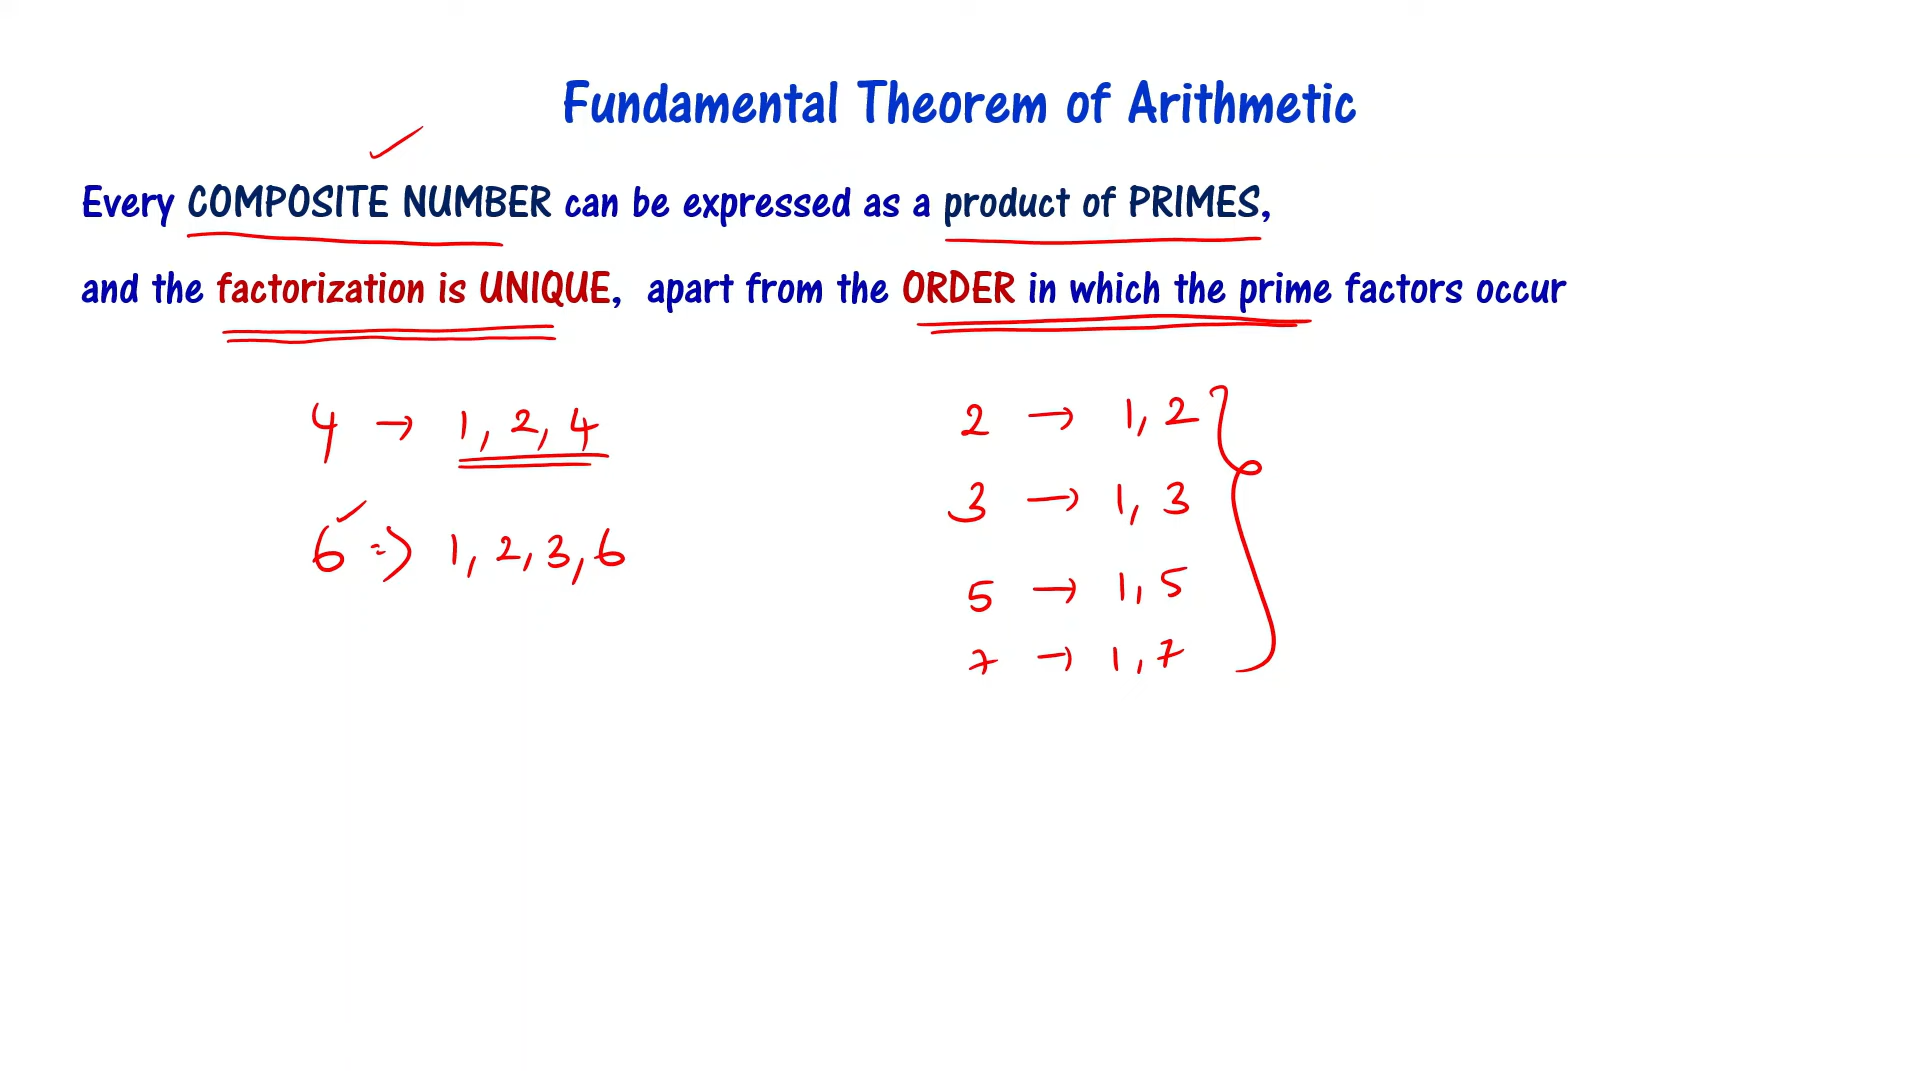 Fundamental Theorem of Arithmetic
Every COMPOSITE NUMBER can be expressed as a product of PRIMES,
and the factorization is UNIQUE, apart from the ORDER in which the prime factors occur
4 → 1, 2, 4
6 => 1, 2, 3, 6
2 → 1, 2
3 → 1, 3
5 → 1, 5
7 → 1, 7